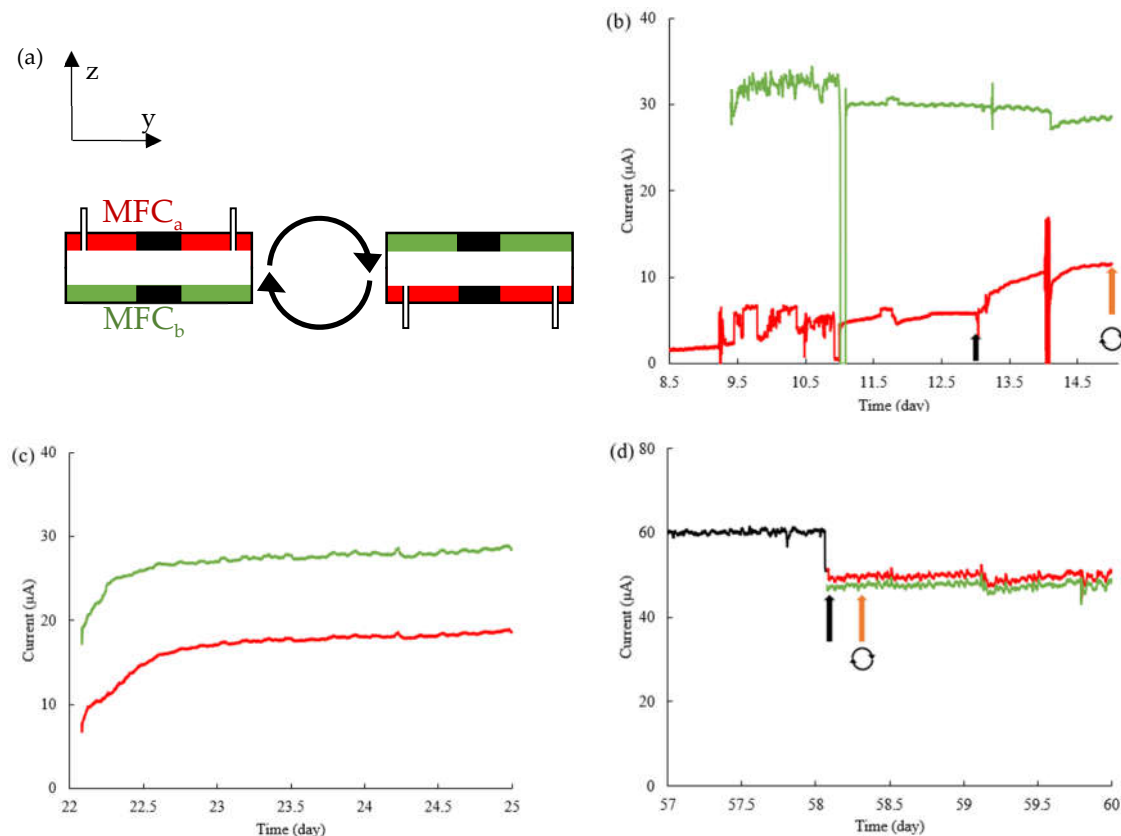 (a)
z
y
MFCa
MFCb
(b)
Current (µA)
40
30
20
10
0
8.5 9.5 10.5 11.5 12.5 13.5 14.5
Time (day)
(c)
Current (µA)
40
30
20
10
0
22 22.5 23 23.5 24 24.5 25
Time (day)
(d)
Current (µA)
80
60
40
20
0
57 57.5 58 58.5 59 59.5 60
Time (day)